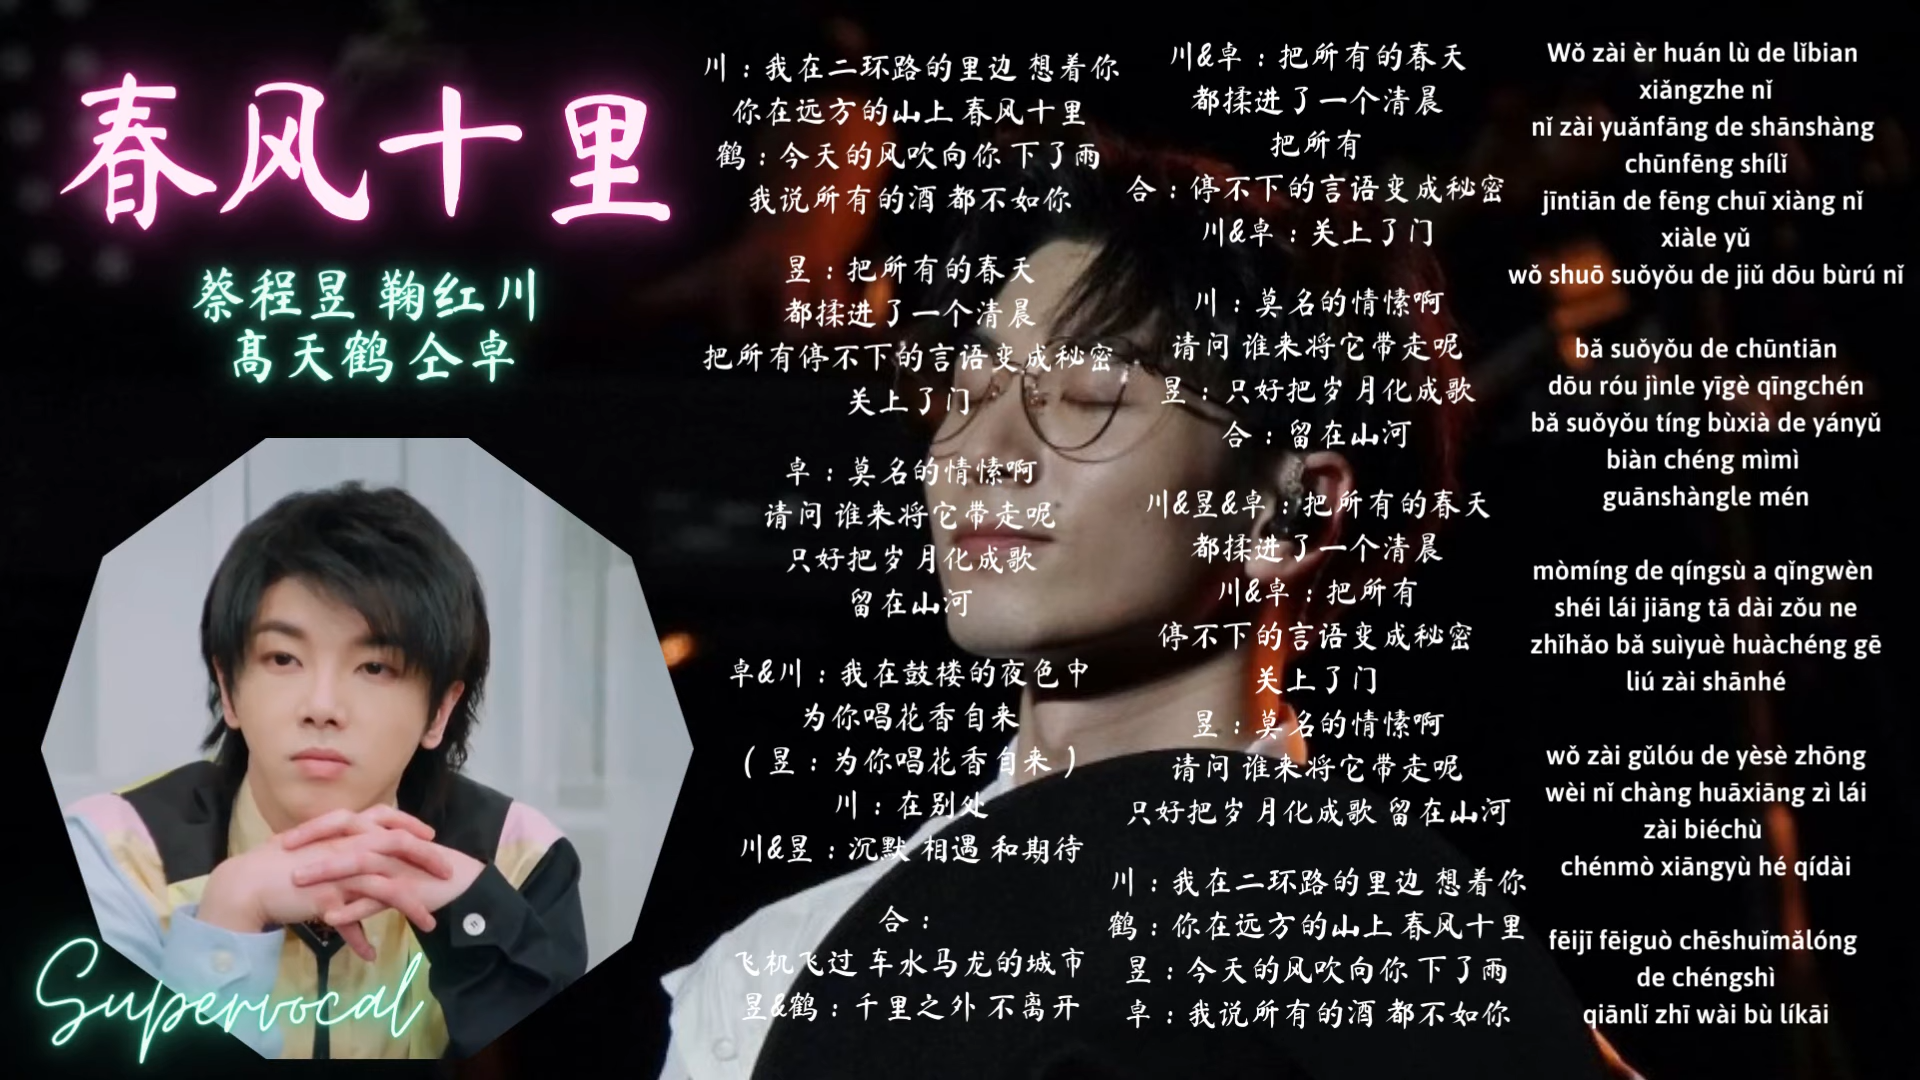 春风十里
蔡程昱 鞠红川
高天鹤 仝卓
Supervocal
川：我在二环路的里边 想着你
你在远方的山上 春风十里
鹤：今天的风吹向你 下了雨
我说所有的酒 都不如你
昱：把所有的春天
都揉进了一个清晨
把所有停不下的言语变成秘密
关上了门
卓：莫名的情愫啊
请问 谁来将它带走呢
只好把岁月化成歌
留在山河
卓&川：我在鼓楼的夜色中
为你唱花香自来
（昱：为你唱花香自来）
川：在别处
川&昱：沉默 相遇 和期待
合：
飞机飞过 车水马龙的城市
昱&鹤：千里之外 不离开
川&卓：把所有的春天
都揉进了一个清晨
把所有
合：停不下的言语变成秘密
川&卓：关上了门
川：莫名的情愫啊
请问 谁来将它带走呢
昱：只好把岁月化成歌
合：留在山河
川&昱&卓：把所有的春天
都揉进了一个清晨
川&卓：把所有
停不下的言语变成秘密
关上了门
昱：莫名的情愫啊
请问 谁来将它带走呢
只好把岁月化成歌 留在山河
川：我在二环路的里边 想着你
鹤：你在远方的山上 春风十里
昱：今天的风吹向你 下了雨
卓：我说所有的酒 都不如你
Wǒ zài èr huán lù de lǐbian
xiǎngzhe nǐ
nǐ zài yuǎnfāng de shānshàng
chūnfēng shílǐ
jīntiān de fēng chuī xiàng nǐ
xiàle yǔ
wǒ shuō suǒyǒu de jiǔ dōu bùrú nǐ
bǎ suǒyǒu de chūntiān
dōu róu jìnle yīgè qīngchén
bǎ suǒyǒu tíng bùxià de yányǔ
biàn chéng mìmì
guānshàngle mén
mòmíng de qíngsù a qǐngwèn
shéi lái jiāng tā dài zǒu ne
zhǐhǎo bǎ suìyuè huàchéng gē
liú zài shānhé
wǒ zài gǔlóu de yèsè zhōng
wèi nǐ chàng huāxiāng zì lái
zài biéchù
chénmò xiāngyù hé qídài
fēijī fēiguò chēshuǐmǎlóng
de chéngshì
qiānlǐ zhī wài bù líkāi